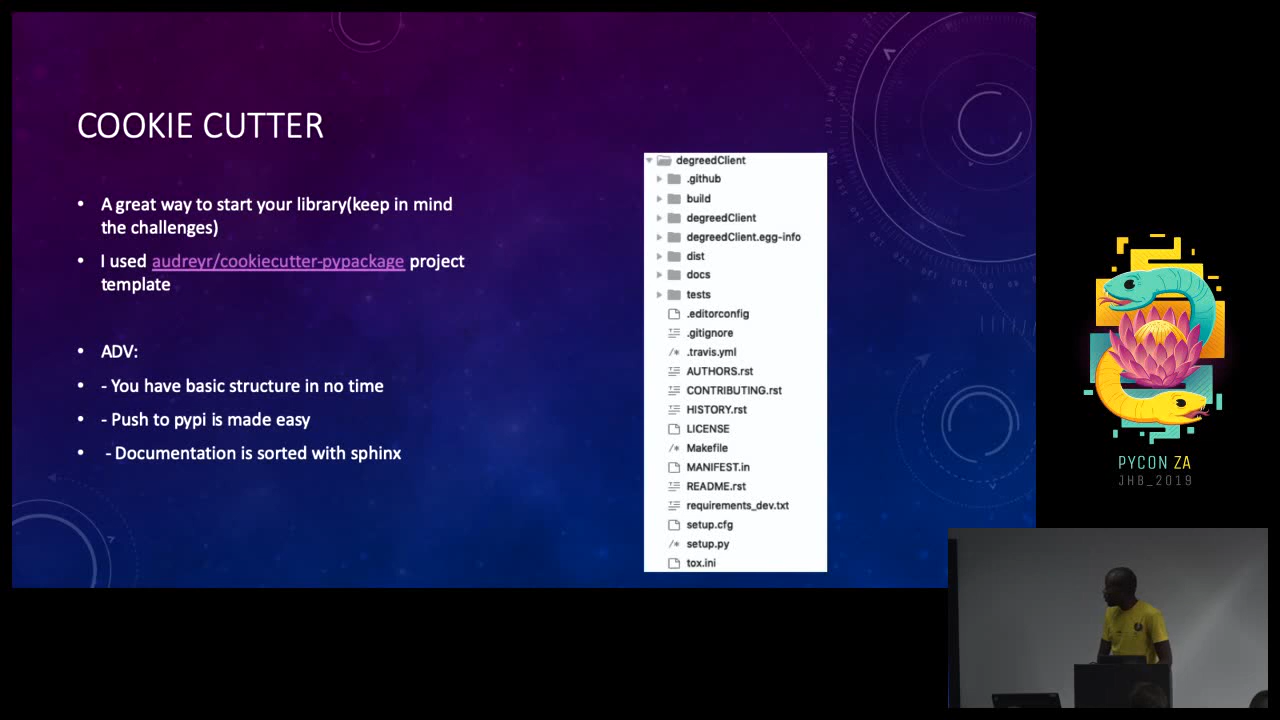 COOKIE CUTTER
• A great way to start your library(keep in mind
the challenges)
• I used audreyr/cookiecutter-pypackage project
template
• ADV:
• - You have basic structure in no time
• - Push to pypi is made easy
• - Documentation is sorted with sphinx
degreedClient
.github
build
degreedClient
degreedClient.egg-info
dist
docs
tests
.editorconfig
.gitignore
.travis.yml
AUTHORS.rst
CONTRIBUTING.rst
HISTORY.rst
LICENSE
Makefile
MANIFEST.in
README.rst
requirements_dev.txt
setup.cfg
setup.py
tox.ini
PYCON ZA
JHB_2019